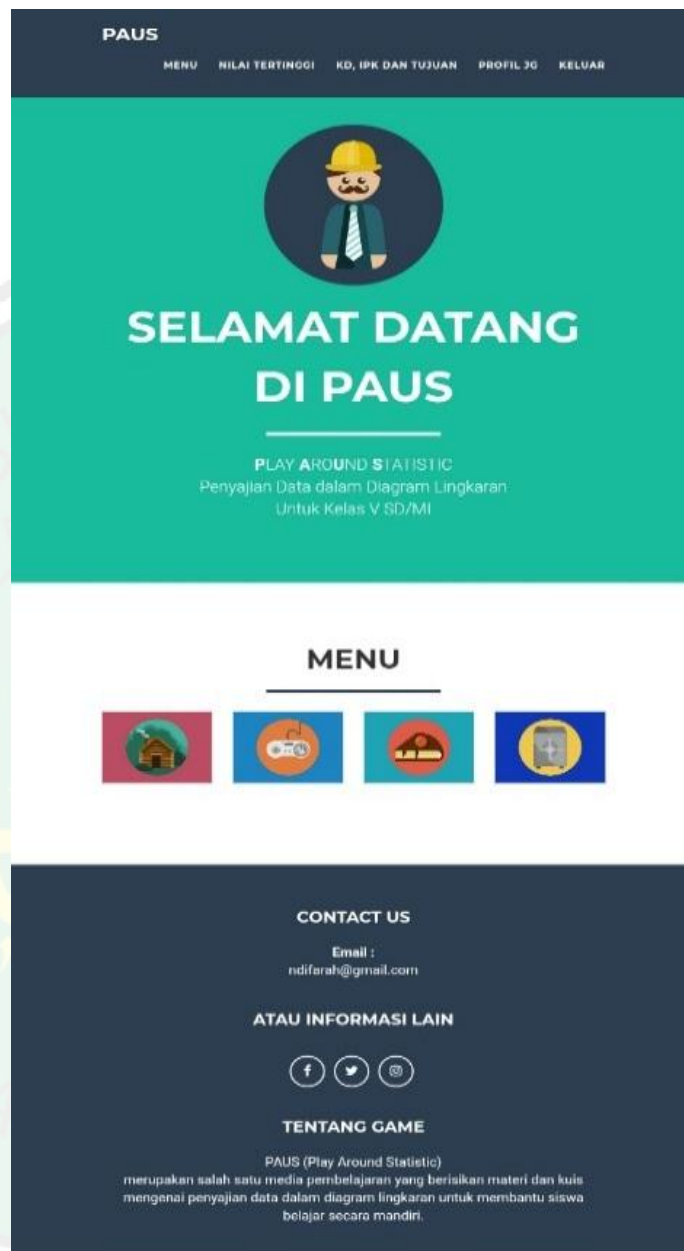 PAUS
MENU NILAI TERTINGGI KD, IPK DAN TUJUAN PROFIL JG KELUAR
SELAMAT DATANG
DI PAUS
PLAY AROUND STATISTIC
Penyajian Data dalam Diagram Lingkaran
Untuk Kelas V SD/MI
MENU
CONTACT US
Email :
ndifarah@gmail.com
ATAU INFORMASI LAIN
TENTANG GAME
PAUS (Play Around Statistic)
merupakan salah satu media pembelajaran yang berisikan materi dan kuis
mengenai penyajian data dalam diagram lingkaran untuk membantu siswa
belajar secara mandiri.